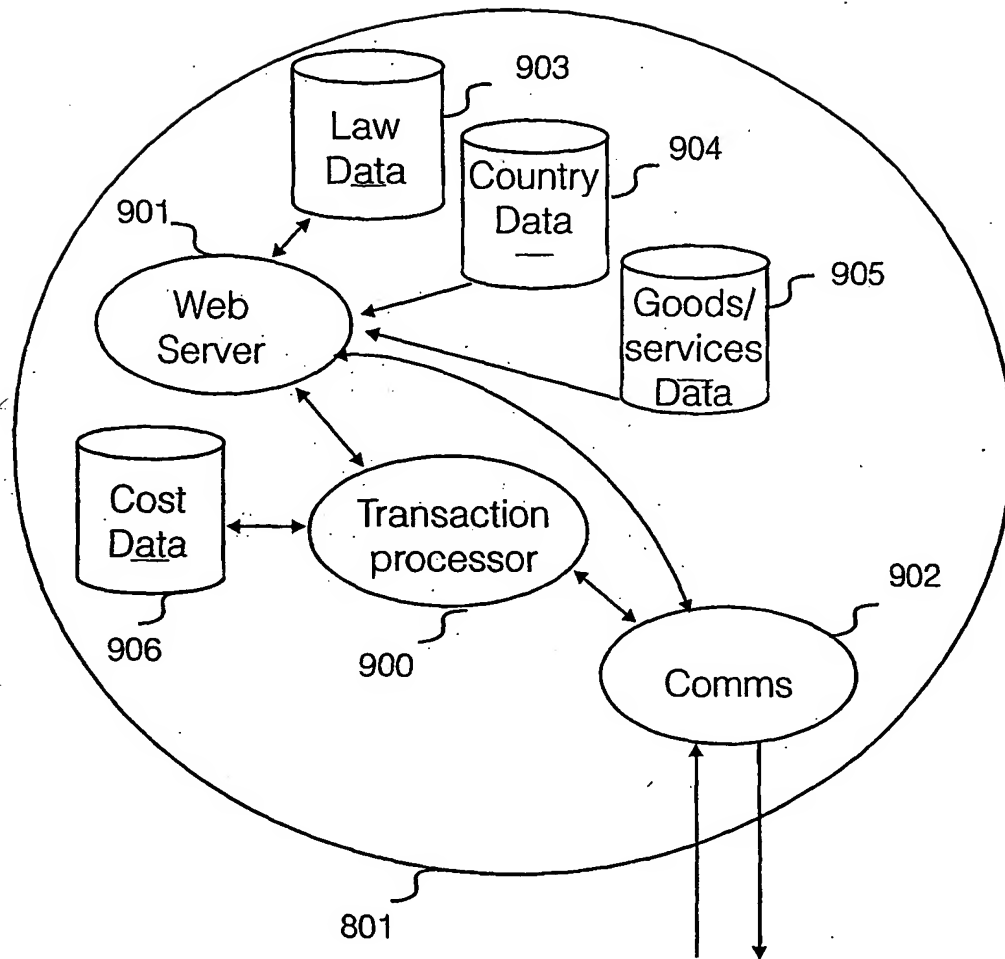 903
Law
Data
904
Country
Data
901
905
Web
Server
Goods/
services
Data
Cost
Data
Transaction
processor
902
906
900
Comms
801